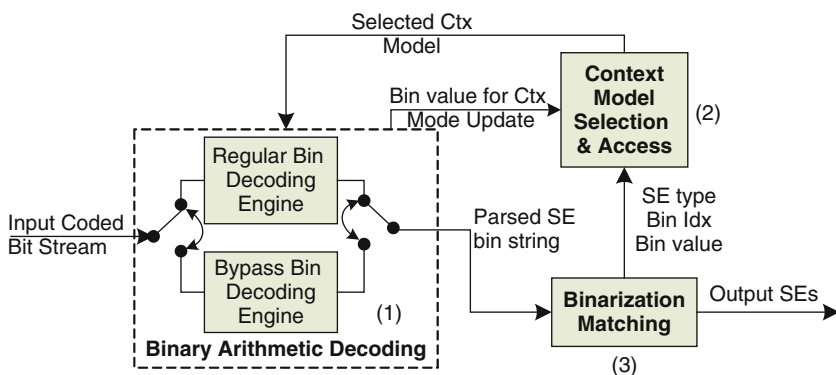 Selected Ctx
Model
Context
Model
Selection
& Access
(2)
Bin value for Ctx
Mode Update
Regular Bin
Decoding
Engine
Input Coded
Bit Stream
Parsed SE
bin string
SE type
Bin Idx
Bin value
Bypass Bin
Decoding
Engine
(1)
Binary Arithmetic Decoding
Binarization
Matching
Output SEs
(3)